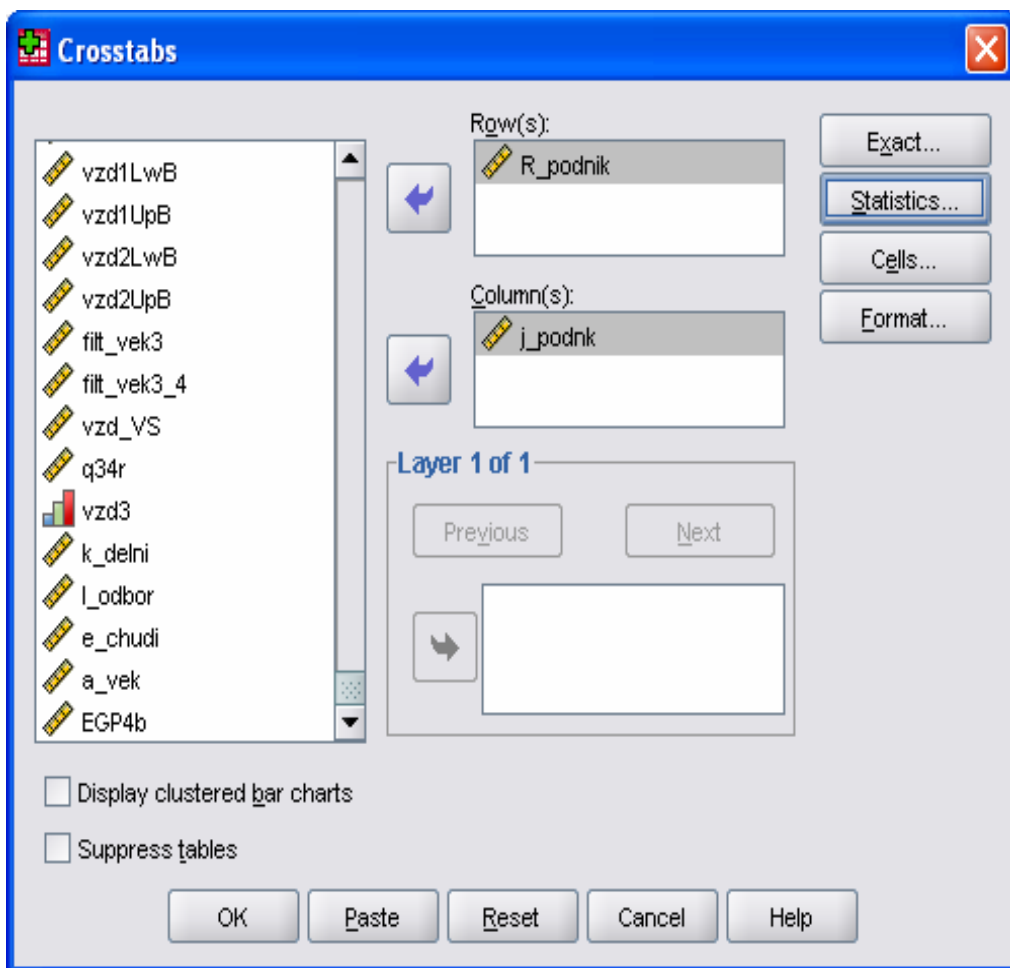 Crosstabs
vzd1LwB
vzd1UpB
vzd2LwB
vzd2UpB
filt_vek3
filt_vek3_4
vzd_VS
q34r
vzd3
k_delni
l_odbor
e_chudi
a_vek
EGP4b
Row(s):
R_podnik
Column(s):
j_podnk
Layer 1 of 1
Previous Next
Exact...
Statistics...
Cells...
Format...
Display clustered bar charts
Suppress tables
OK Paste Reset Cancel Help